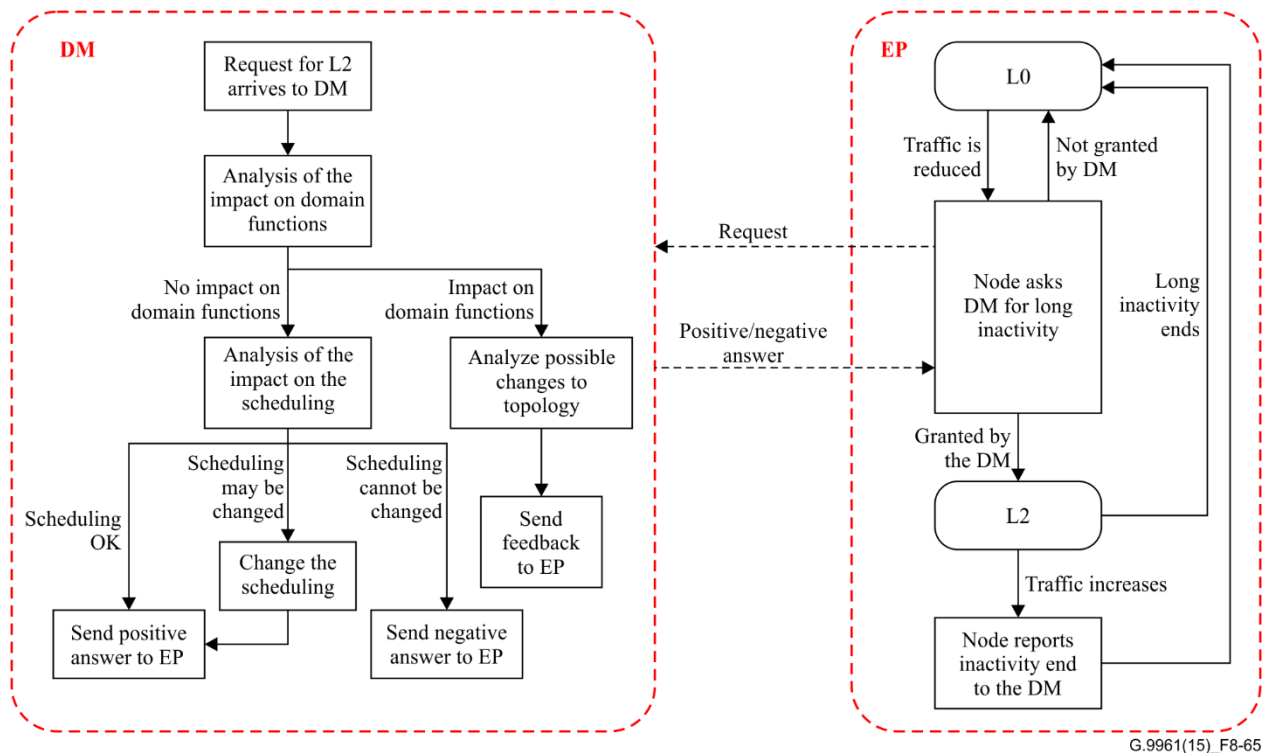 DM
Request for L2
arrives to DM
Analysis of the
impact on domain
functions
No impact on
domain functions
Impact on
domain functions
Analysis of the
impact on the
scheduling
Analyze possible
changes to
topology
Scheduling
OK
Scheduling
may be
changed
Scheduling
cannot be
changed
Change the
scheduling
Send
feedback
to EP
Send positive
answer to EP
Send negative
answer to EP
Request
Positive/negative
answer
EP
L0
Traffic is
reduced
Not granted
by DM
Node asks
DM for long
inactivity
Long
inactivity
ends
Granted by
the DM
L2
Traffic increases
Node reports
inactivity end
to the DM
G.9961(15)_F8-65